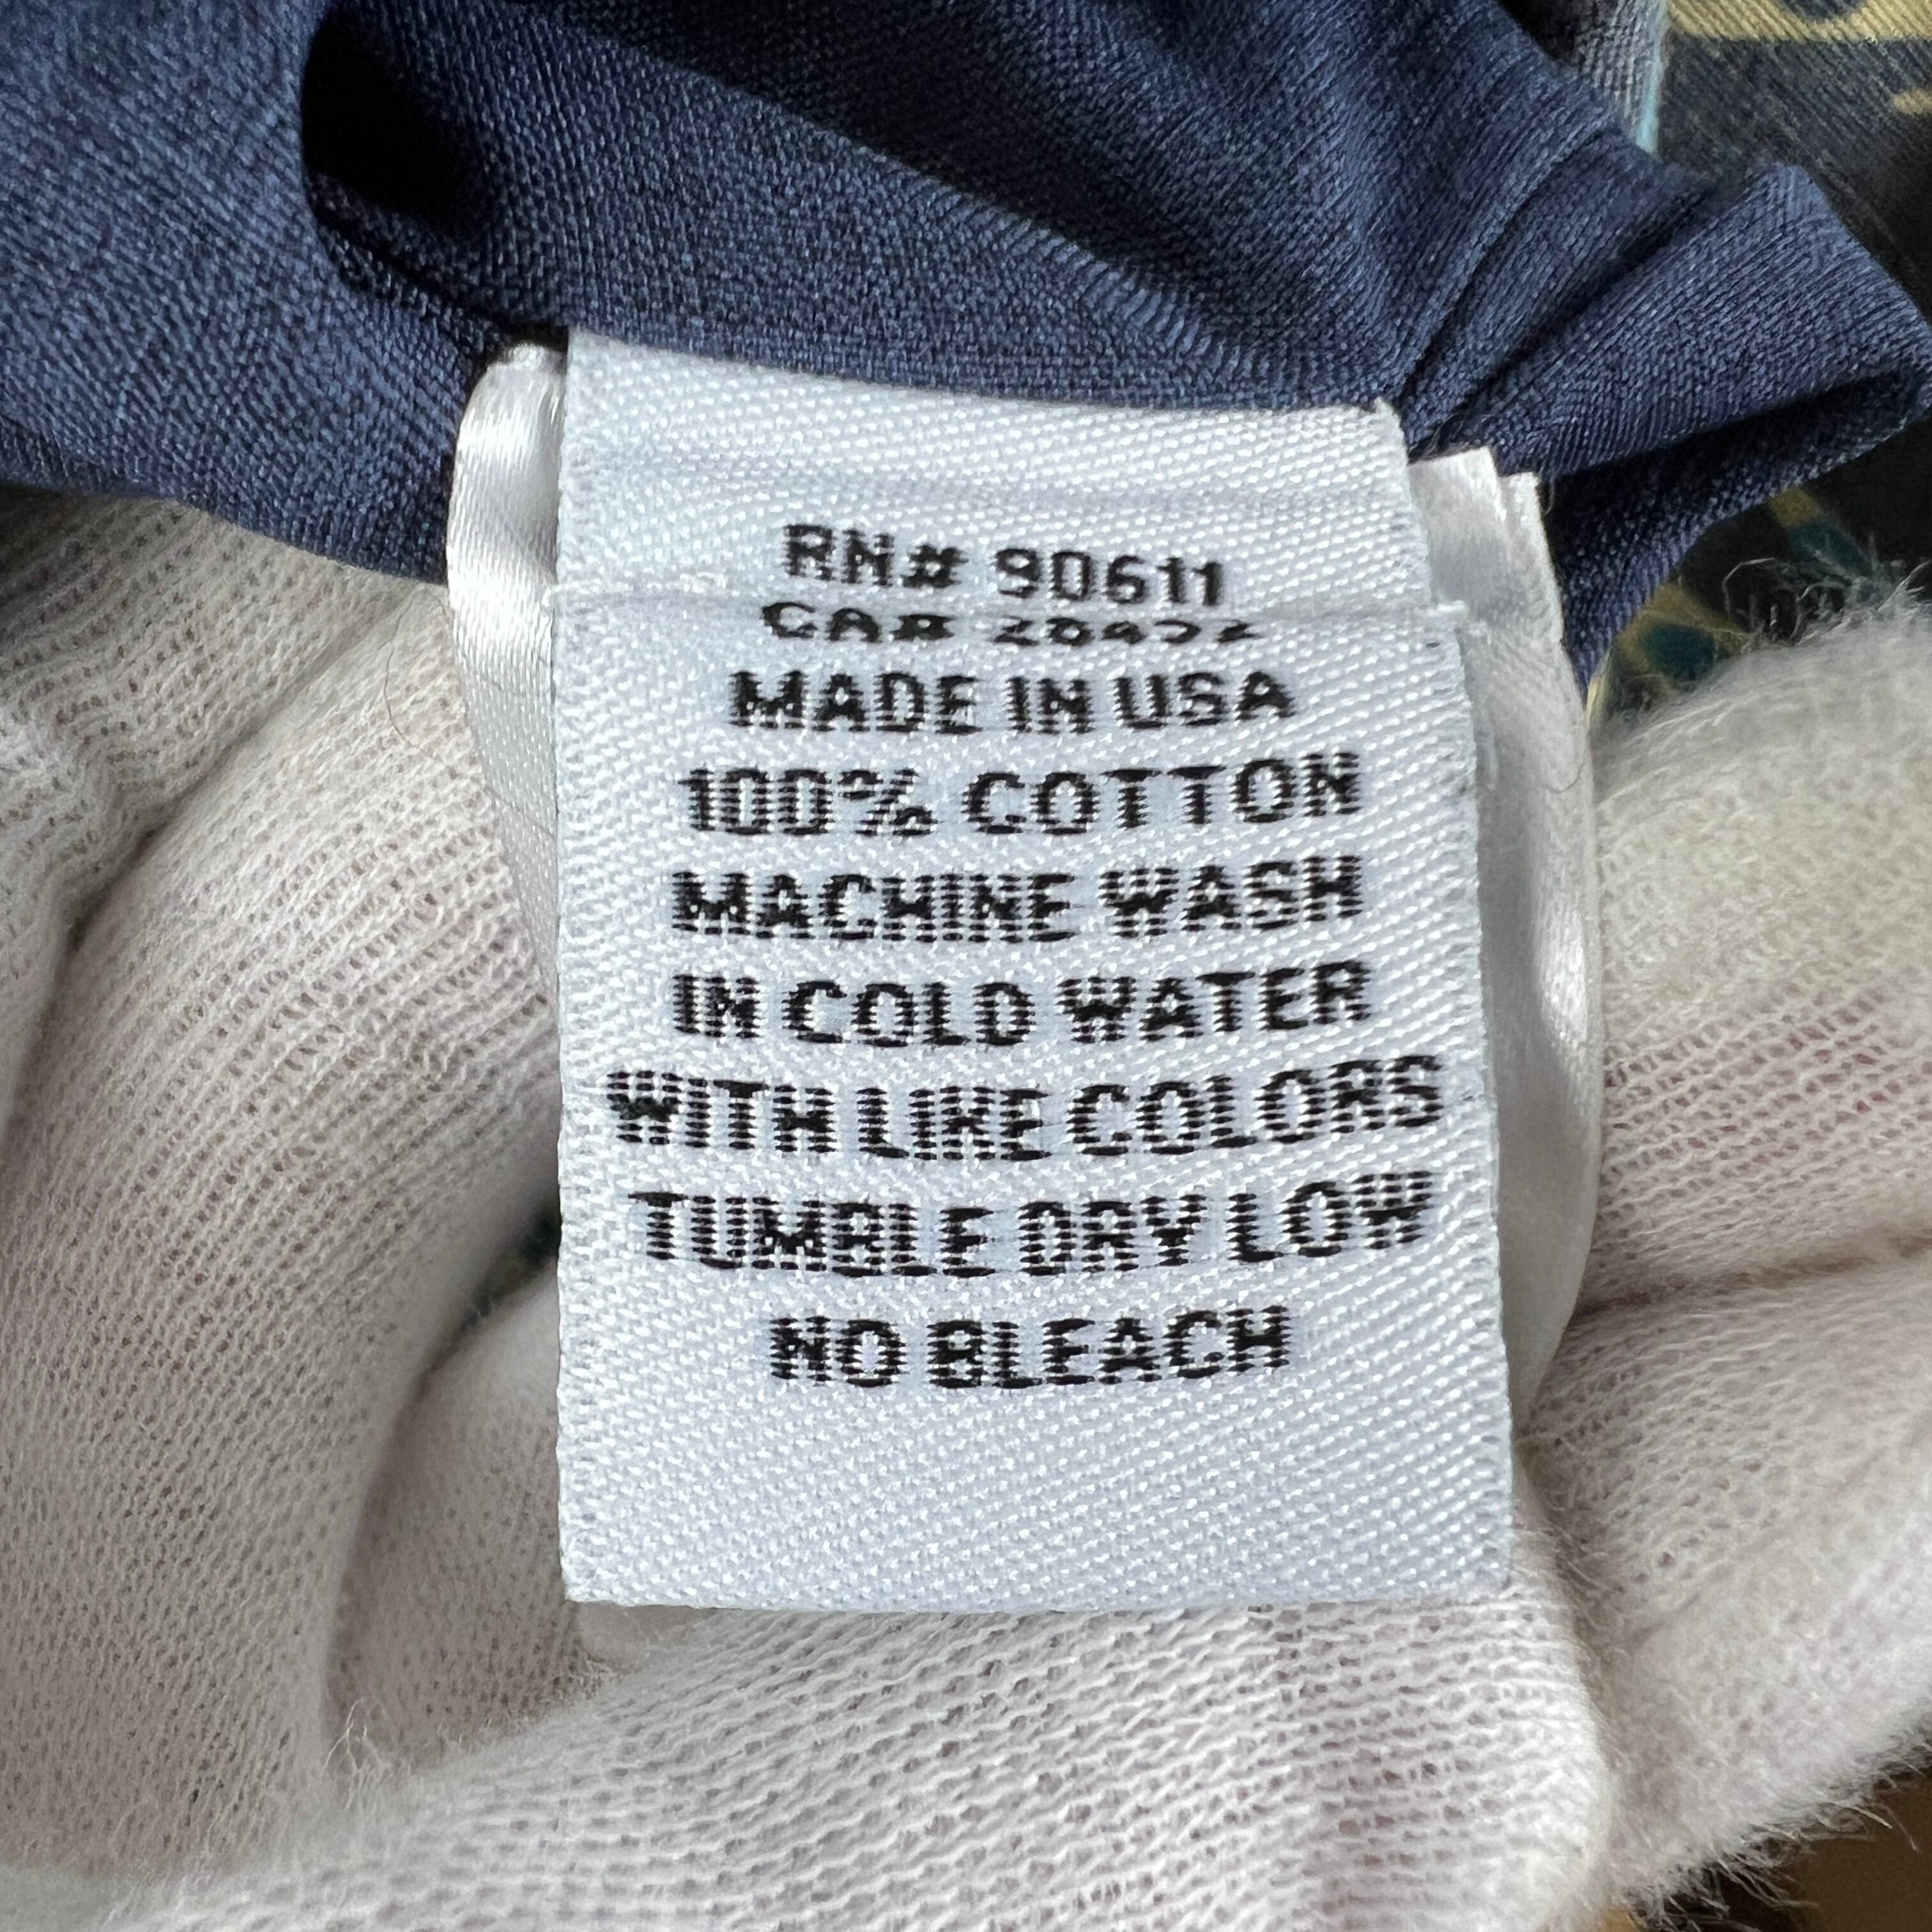 RN# 90611
CA#
MADE IN USA
100% COTTON
MACHINE WASH
IN COLD WATER
WITH LIKE COLORS
TUMBLE DRY LOW
NO BLEACH